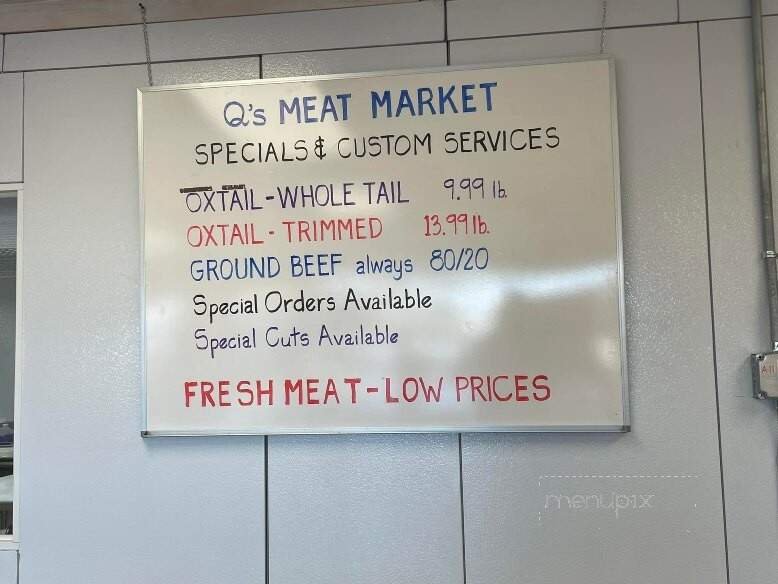 Q's MEAT MARKET
SPECIALS & CUSTOM SERVICES
OXTAIL-WHOLE TAIL 9.99 lb.
OXTAIL - TRIMMED 13.99 lb.
GROUND BEEF always 80/20
Special Orders Available
Special Cuts Available
FRESH MEAT-LOW PRICES
All
menupix